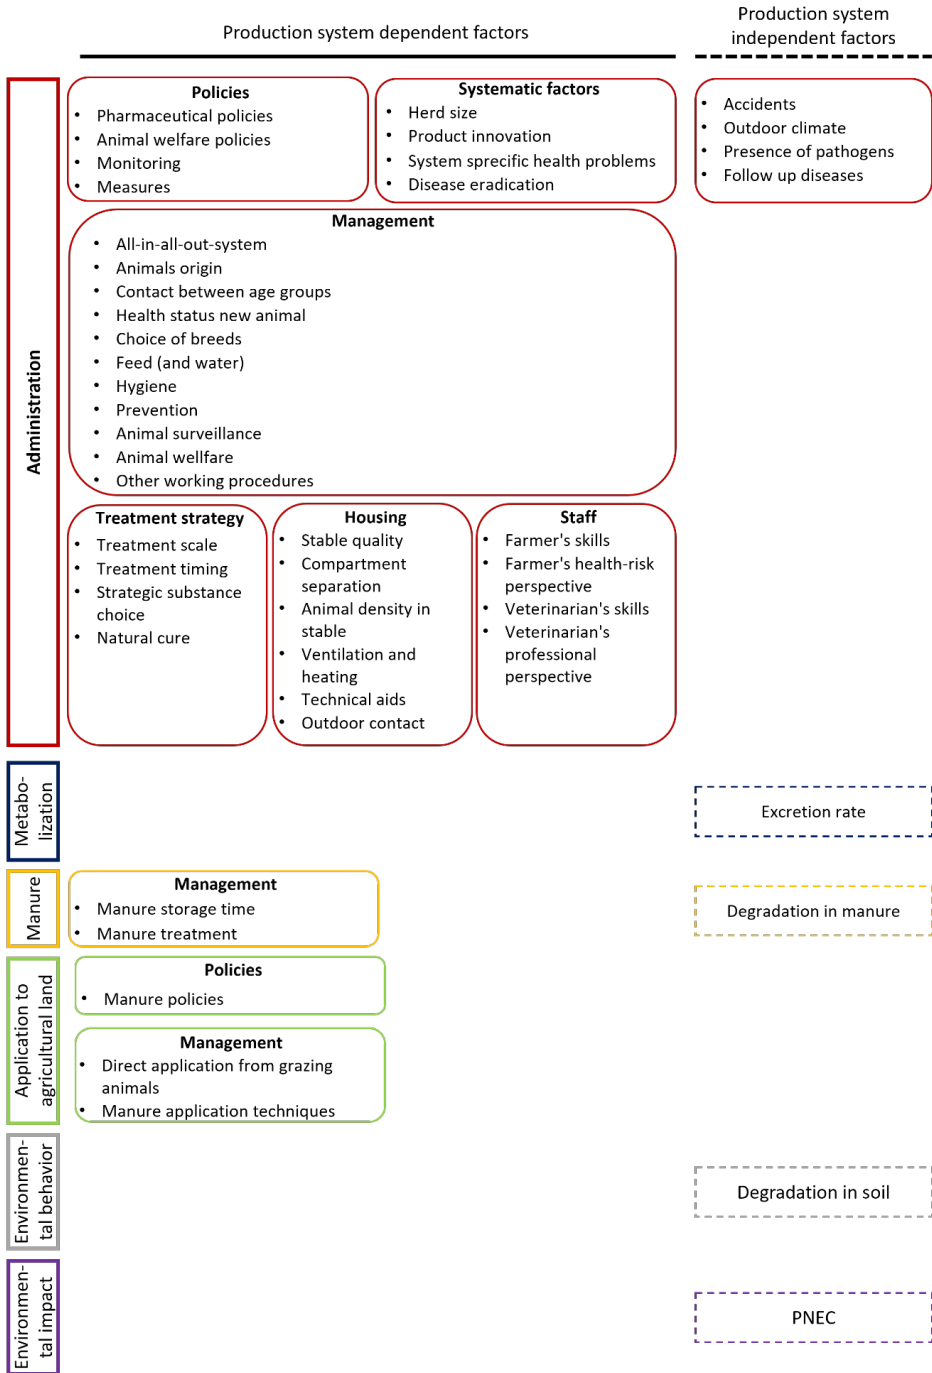 Production system dependent factors
Production system
independent factors
Administration
Policies
• Pharmaceutical policies
• Animal welfare policies
• Monitoring
• Measures
Systematic factors
• Herd size
• Product innovation
• System sprecific health problems
• Disease eradication
• Accidents
• Outdoor climate
• Presence of pathogens
• Follow up diseases
Management
• All-in-all-out-system
• Animals origin
• Contact between age groups
• Health status new animal
• Choice of breeds
• Feed (and water)
• Hygiene
• Prevention
• Animal surveillance
• Animal wellfare
• Other working procedures
Treatment strategy
• Treatment scale
• Treatment timing
• Strategic substance
choice
• Natural cure
Housing
• Stable quality
• Compartment
separation
• Animal density in
stable
• Ventilation and
heating
• Technical aids
• Outdoor contact
Staff
• Farmer's skills
• Farmer's health-risk
perspective
• Veterinarian's skills
• Veterinarian's
professional
perspective
Metabo-
lization
Excretion rate
Manure
Management
• Manure storage time
• Manure treatment
Degradation in manure
Application to
agricultural land
Policies
• Manure policies
Management
• Direct application from grazing
animals
• Manure application techniques
Environmen-
tal behavior
Degradation in soil
Environmen-
tal impact
PNEC